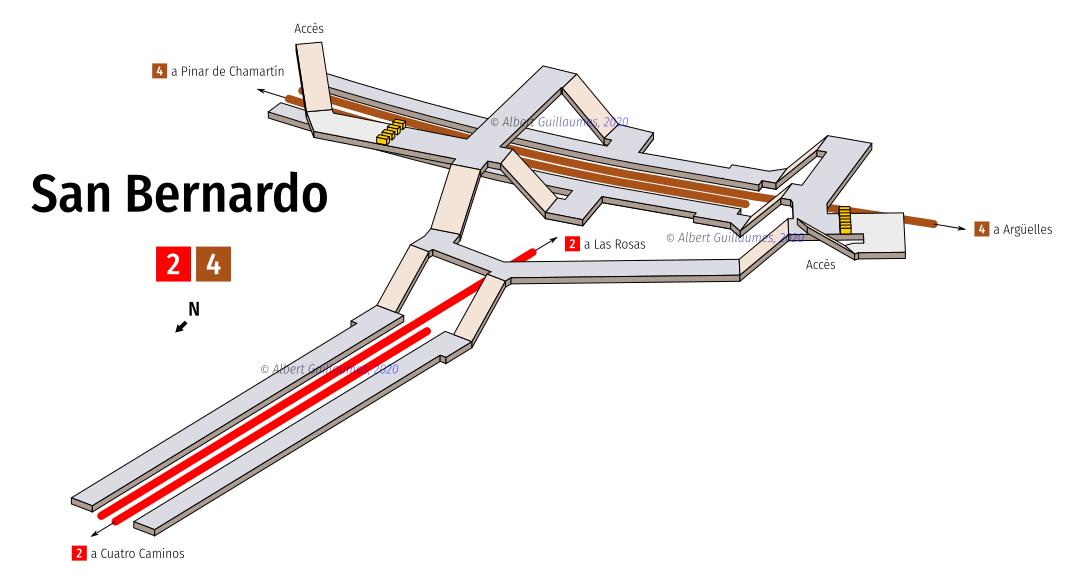 Accés
4 a Pinar de Chamartín
© Albert Guillaumes, 2020
San Bernardo
4 a Argüelles
2 a Las Rosas
© Albert Guillaumes, 2020
Accés
2 4
N
© Albert Guillaumes, 2020
2 a Cuatro Caminos